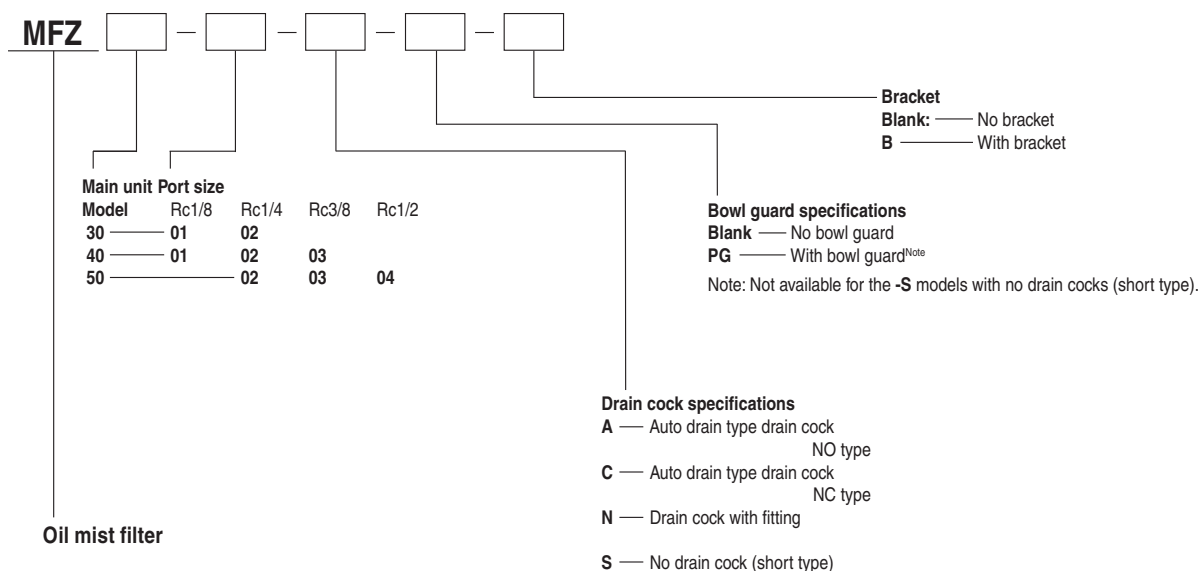 MFZ
Bracket
Blank: No bracket
B With bracket
Main unit Port size
Model Rc1/8 Rc1/4 Rc3/8 Rc1/2
30 01 02
40 01 02 03
50 02 03 04
Bowl guard specifications
Blank No bowl guard
PG With bowl guardNote
Note: Not available for the -S models with no drain cocks (short type).
Drain cock specifications
A Auto drain type drain cock
NO type
C Auto drain type drain cock
NC type
N Drain cock with fitting
S No drain cock (short type)
Oil mist filter